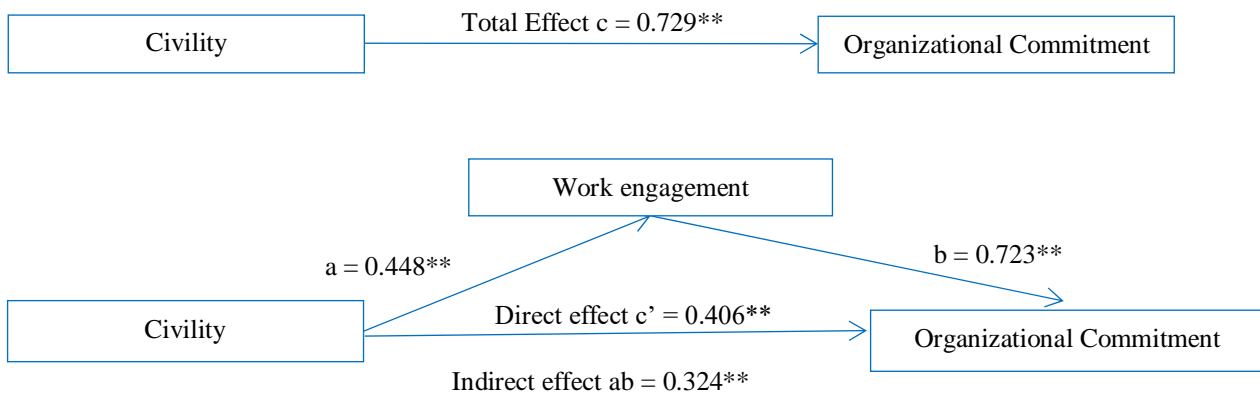 Total Effect c = 0.729**
Civility
Organizational Commitment
Work engagement
a = 0.448**
b = 0.723**
Civility
Direct effect c’ = 0.406**
Organizational Commitment
Indirect effect ab = 0.324**